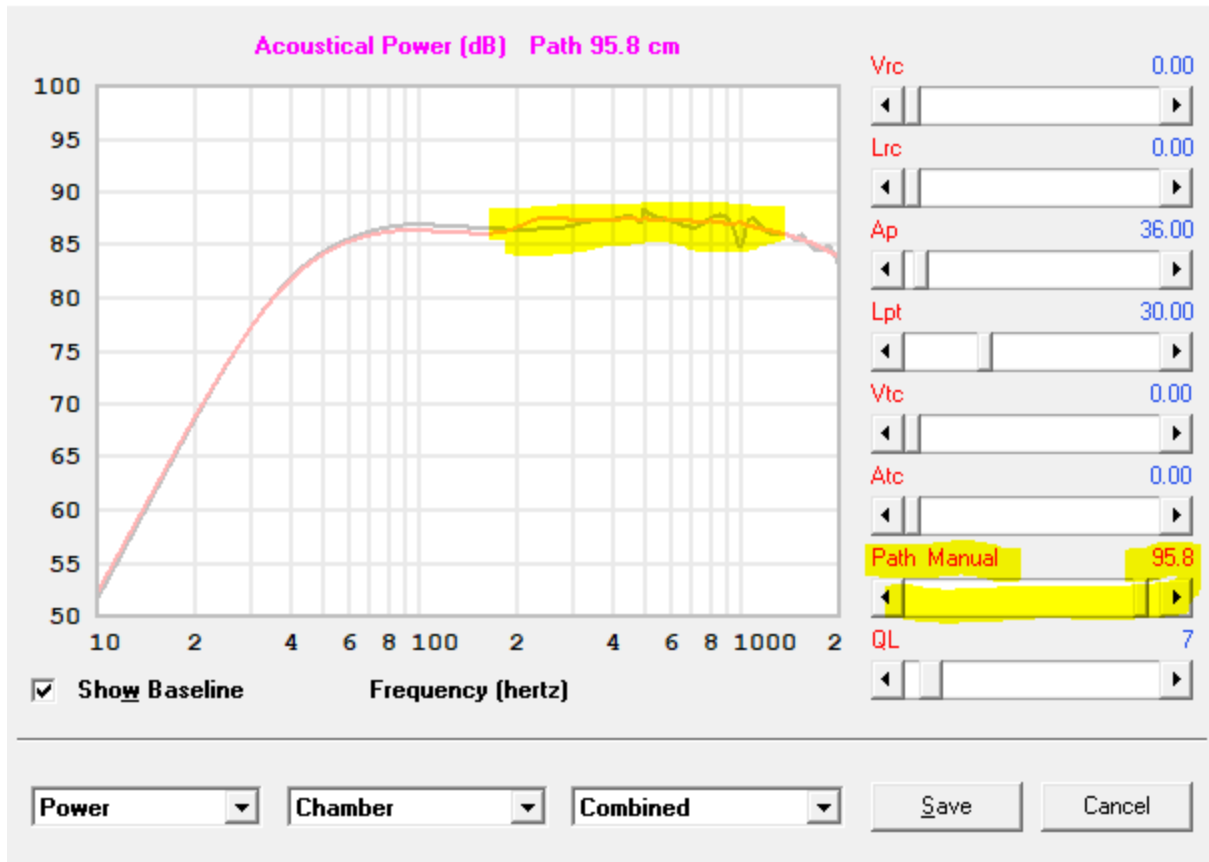 Acoustical Power (dB) Path 95.8 cm
100
95
90
85
80
75
70
65
60
55
50
10 2 4 6 8 100 2 4 6 8 1000 2
Show Baseline
Frequency (hertz)
Vrc 0.00
Lrc 0.00
Ap 36.00
Lpt 30.00
Vtc 0.00
Atc 0.00
Path Manual 95.8
QL 7
Power
Chamber
Combined
Save
Cancel